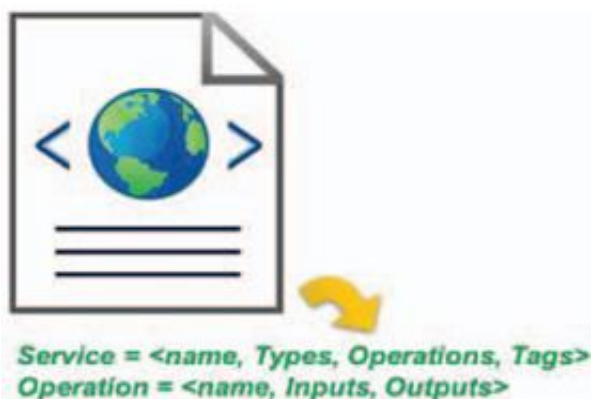 Service = <name, Types, Operations, Tags>
Operation = <name, Inputs, Outputs>